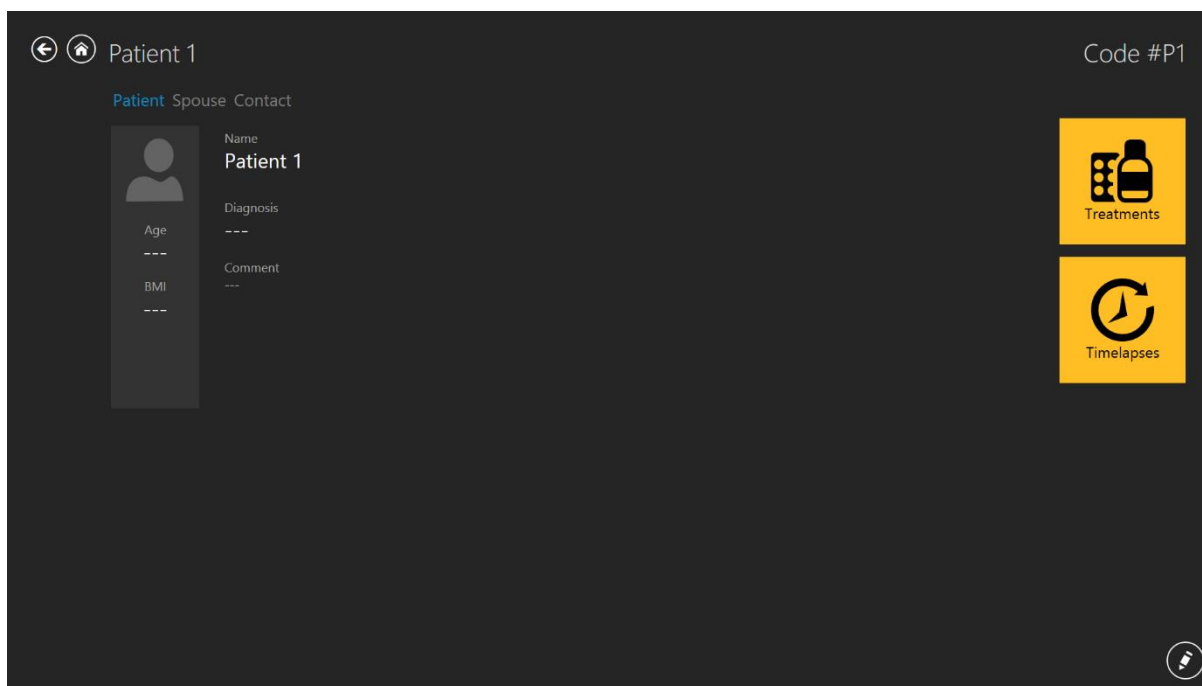 Patient 1
Code #P1
Patient Spouse Contact
Name
Patient 1
Diagnosis
---
Comment
---
Age
---
BMI
---
Treatments
Timelapses